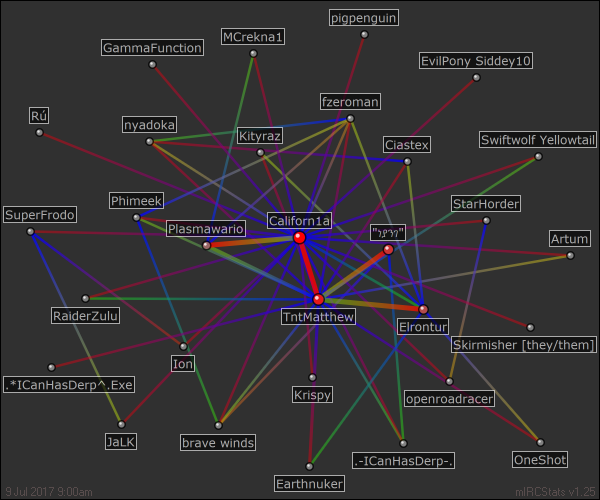 pigpenguin
MCrekna1
GammaFunction
EvilPony Siddey10
fzeroman
Rú
nyadoka
Kityraz
Ciastex
Swiftwolf Yellowtail
Phimeek
StarHorder
SuperFrodo
Californ1a
Plasmawario
Artum
TntMatthew
RaiderZulu
Elrontur
Skirmisher [they/them]
Ion
.*ICanHasDerp^.Exe
Krispy
openroadracer
JaLK
brave winds
.-ICanHasDerp-.
OneShot
Earthnuker
9 Jul 2017 9:00am
mIRCStats v1.25